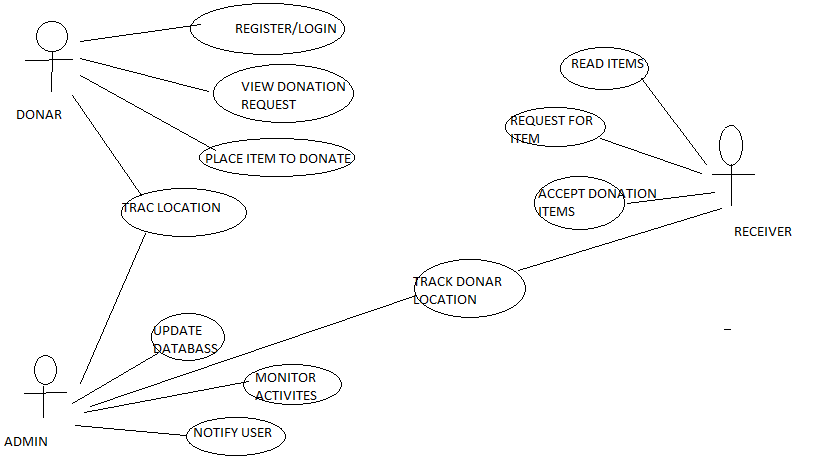 REGISTER/LOGIN
VIEW DONATION
REQUEST
DONAR
PLACE ITEM TO DONATE
TRAC LOCATION
READ ITEMS
REQUEST FOR
ITEM
ACCEPT DONATION
ITEMS
RECEIVER
TRACK DONAR
LOCATION
UPDATE
DATABASS
MONITOR
ACTIVITES
NOTIFY USER
ADMIN